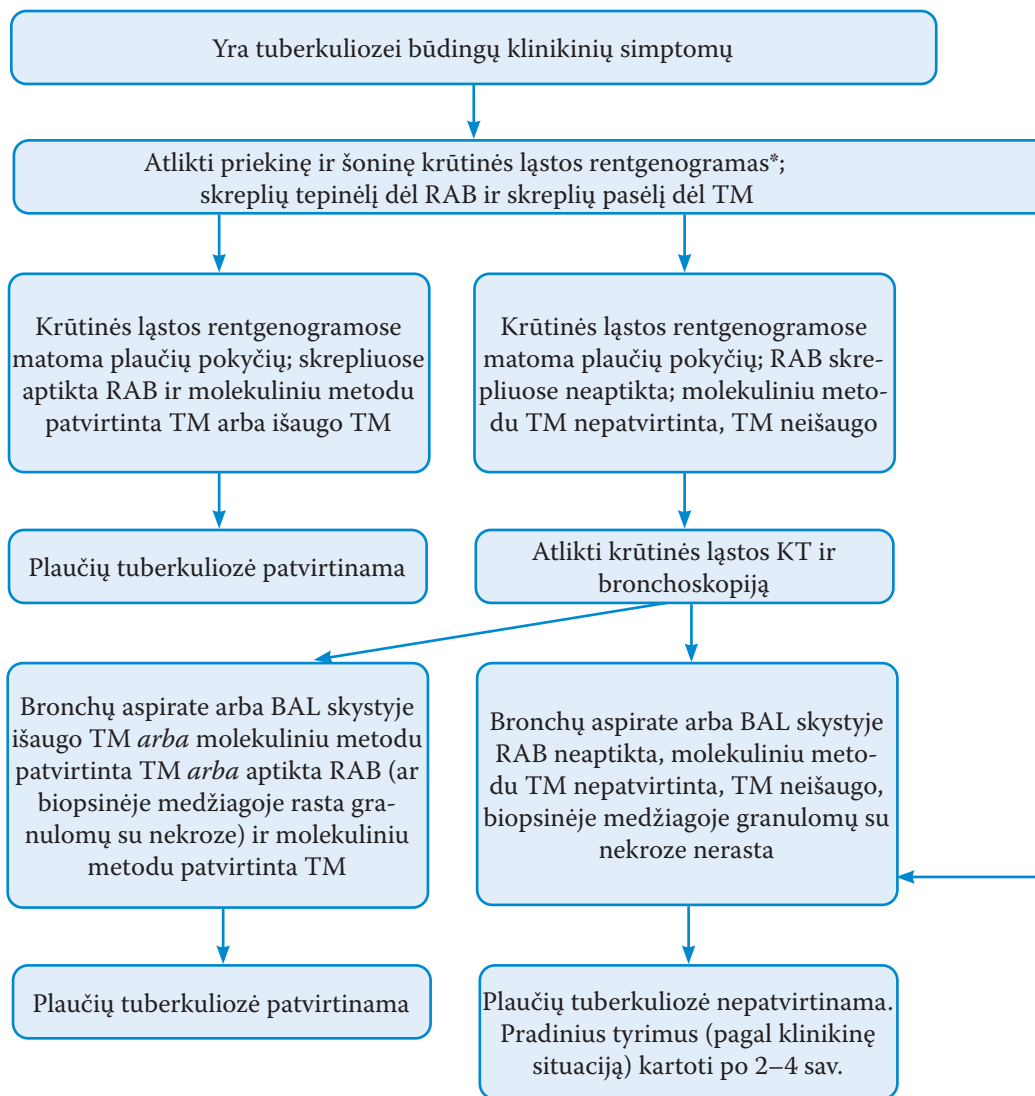 Yra tuberkuliozei būdingų klinikinių simptomų
Atlikti priekinę ir šoninę krūtinės ląstos rentgenogramas*;
skreplių tepinėlį dėl RAB ir skreplių pasėlį dėl TM
Krūtinės ląstos rentgenogramose
matoma plaučių pokyčių; skrepliuose
aptikta RAB ir molekuliniu metodu
patvirtinta TM arba išaugo TM
Krūtinės ląstos rentgenogramose
matoma plaučių pokyčių; RAB skre-
pliuose neaptikta; molekuliniu meto-
du TM nepatvirtinta, TM neišaugo
Plaučių tuberkuliozė patvirtinama
Atlikti krūtinės ląstos KT ir
bronchoskopiją
Bronchų aspirate arba BAL skystyje
išaugo TM arba molekuliniu metodu
patvirtinta TM arba aptikta RAB (ar
biopsinėje medžiagoje rasta gra-
nulomų su nekroze) ir molekuliniu
metodu patvirtinta TM
Bronchų aspirate arba BAL skystyje
RAB neaptikta, molekuliniu meto-
du TM nepatvirtinta, TM neišaugo,
biopsinėje medžiagoje granulomų su
nekroze nerasta
Plaučių tuberkuliozė patvirtinama
Plaučių tuberkuliozė nepatvirtinama.
Pradinius tyrimus (pagal klinikinę
situaciją) kartoti po 2–4 sav.